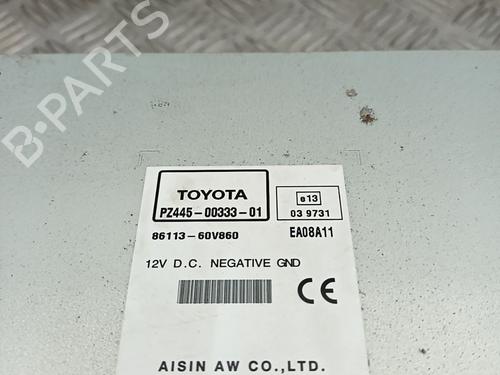 B-PARTS
TOYOTA
PZ445-00333-01
e13
03 9731
86113-60V860
EA08A11
12V D.C. NEGATIVE GND
CE
AISIN AW CO.,LTD.